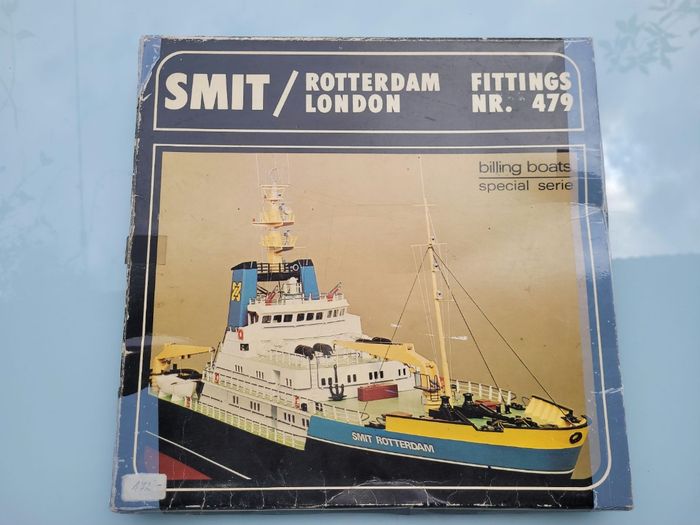 SMIT/ ROTTERDAM LONDON
FITTINGS NR. 479
billing boats
special serie
SMIT ROTTERDAM